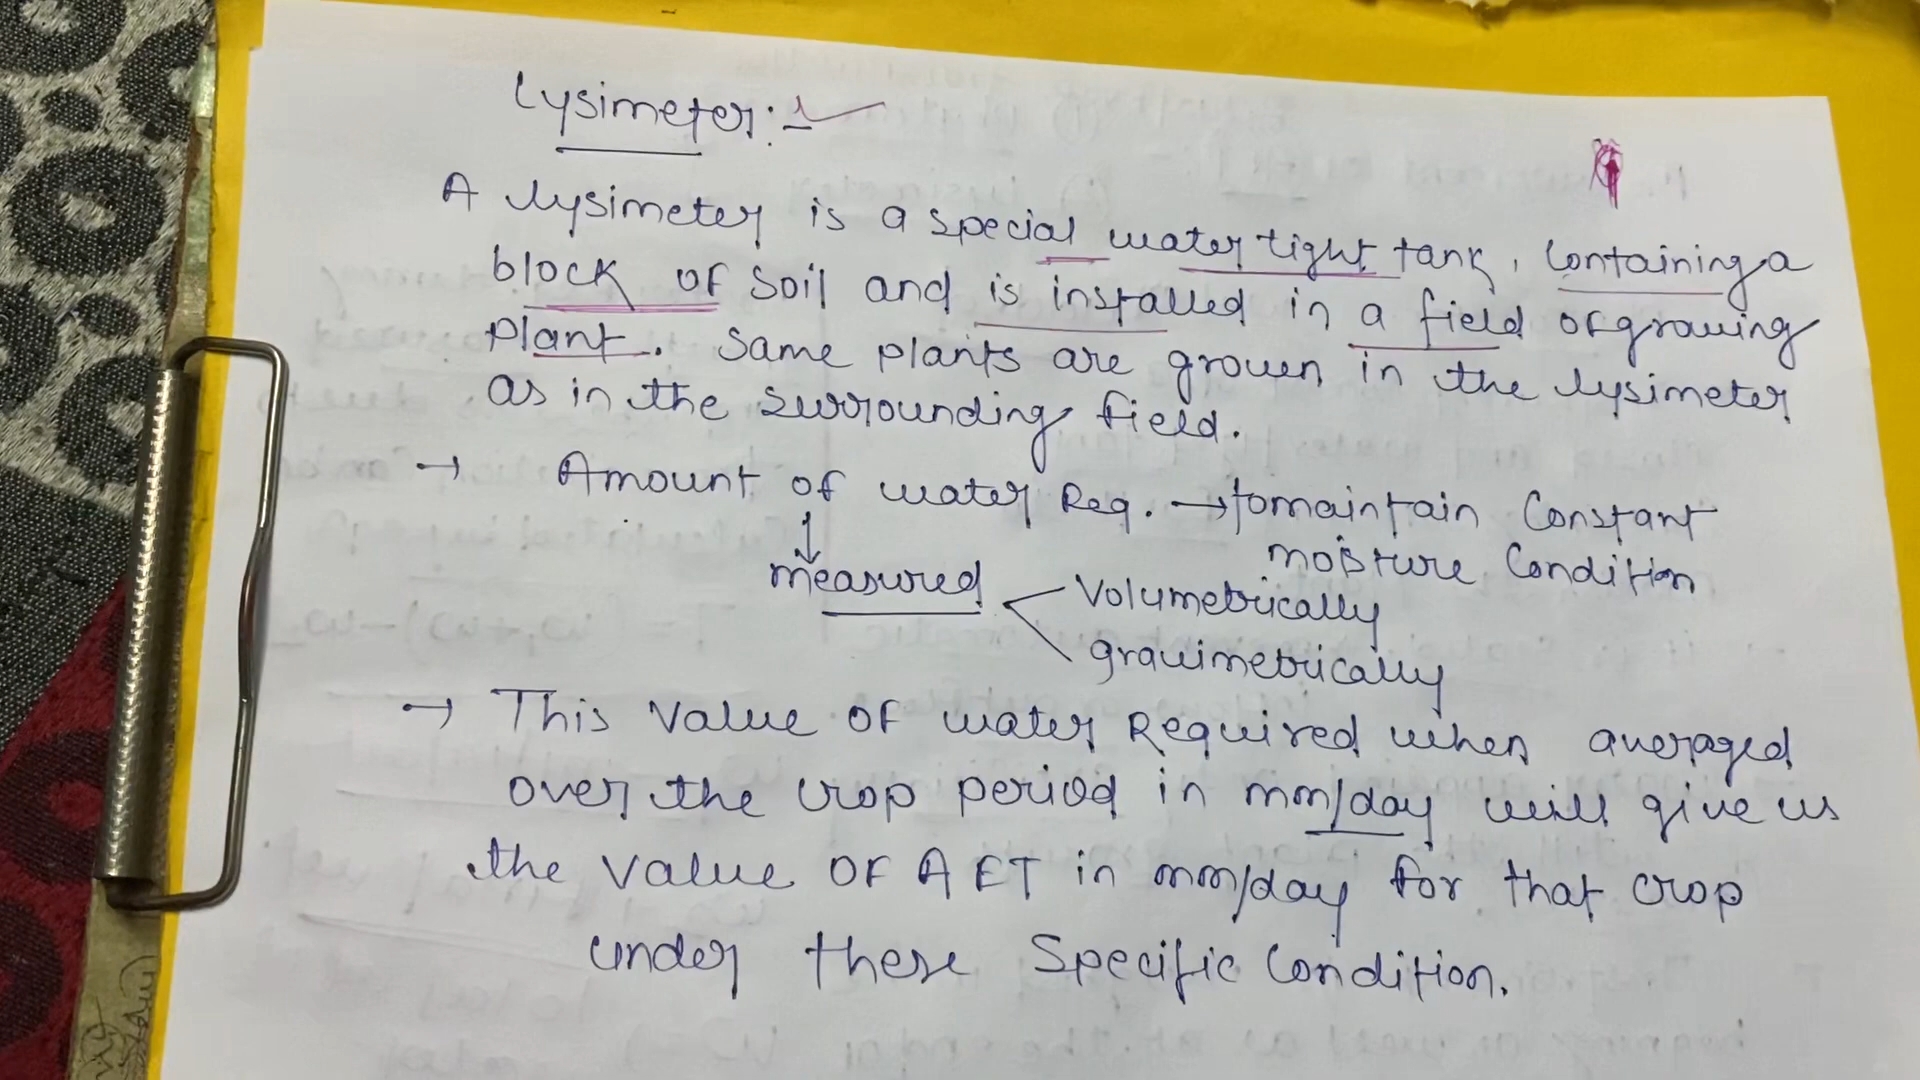 Lysimeter:-
A lysimeter is a special water tight tank, Containing a
block of soil and is installed in a field of growing
Plant. Same plants are grown in the lysimeter
as in the surrounding field.
→ Amount of water Req. → to maintain Constant
moisture Condition
↓
measured
Volumetrically
gravimetrically
→ This Value of water Required when averaged
over the crop period in mm/day will give us
the Value of AET in mm/day for that crop
under these Specific Condition.